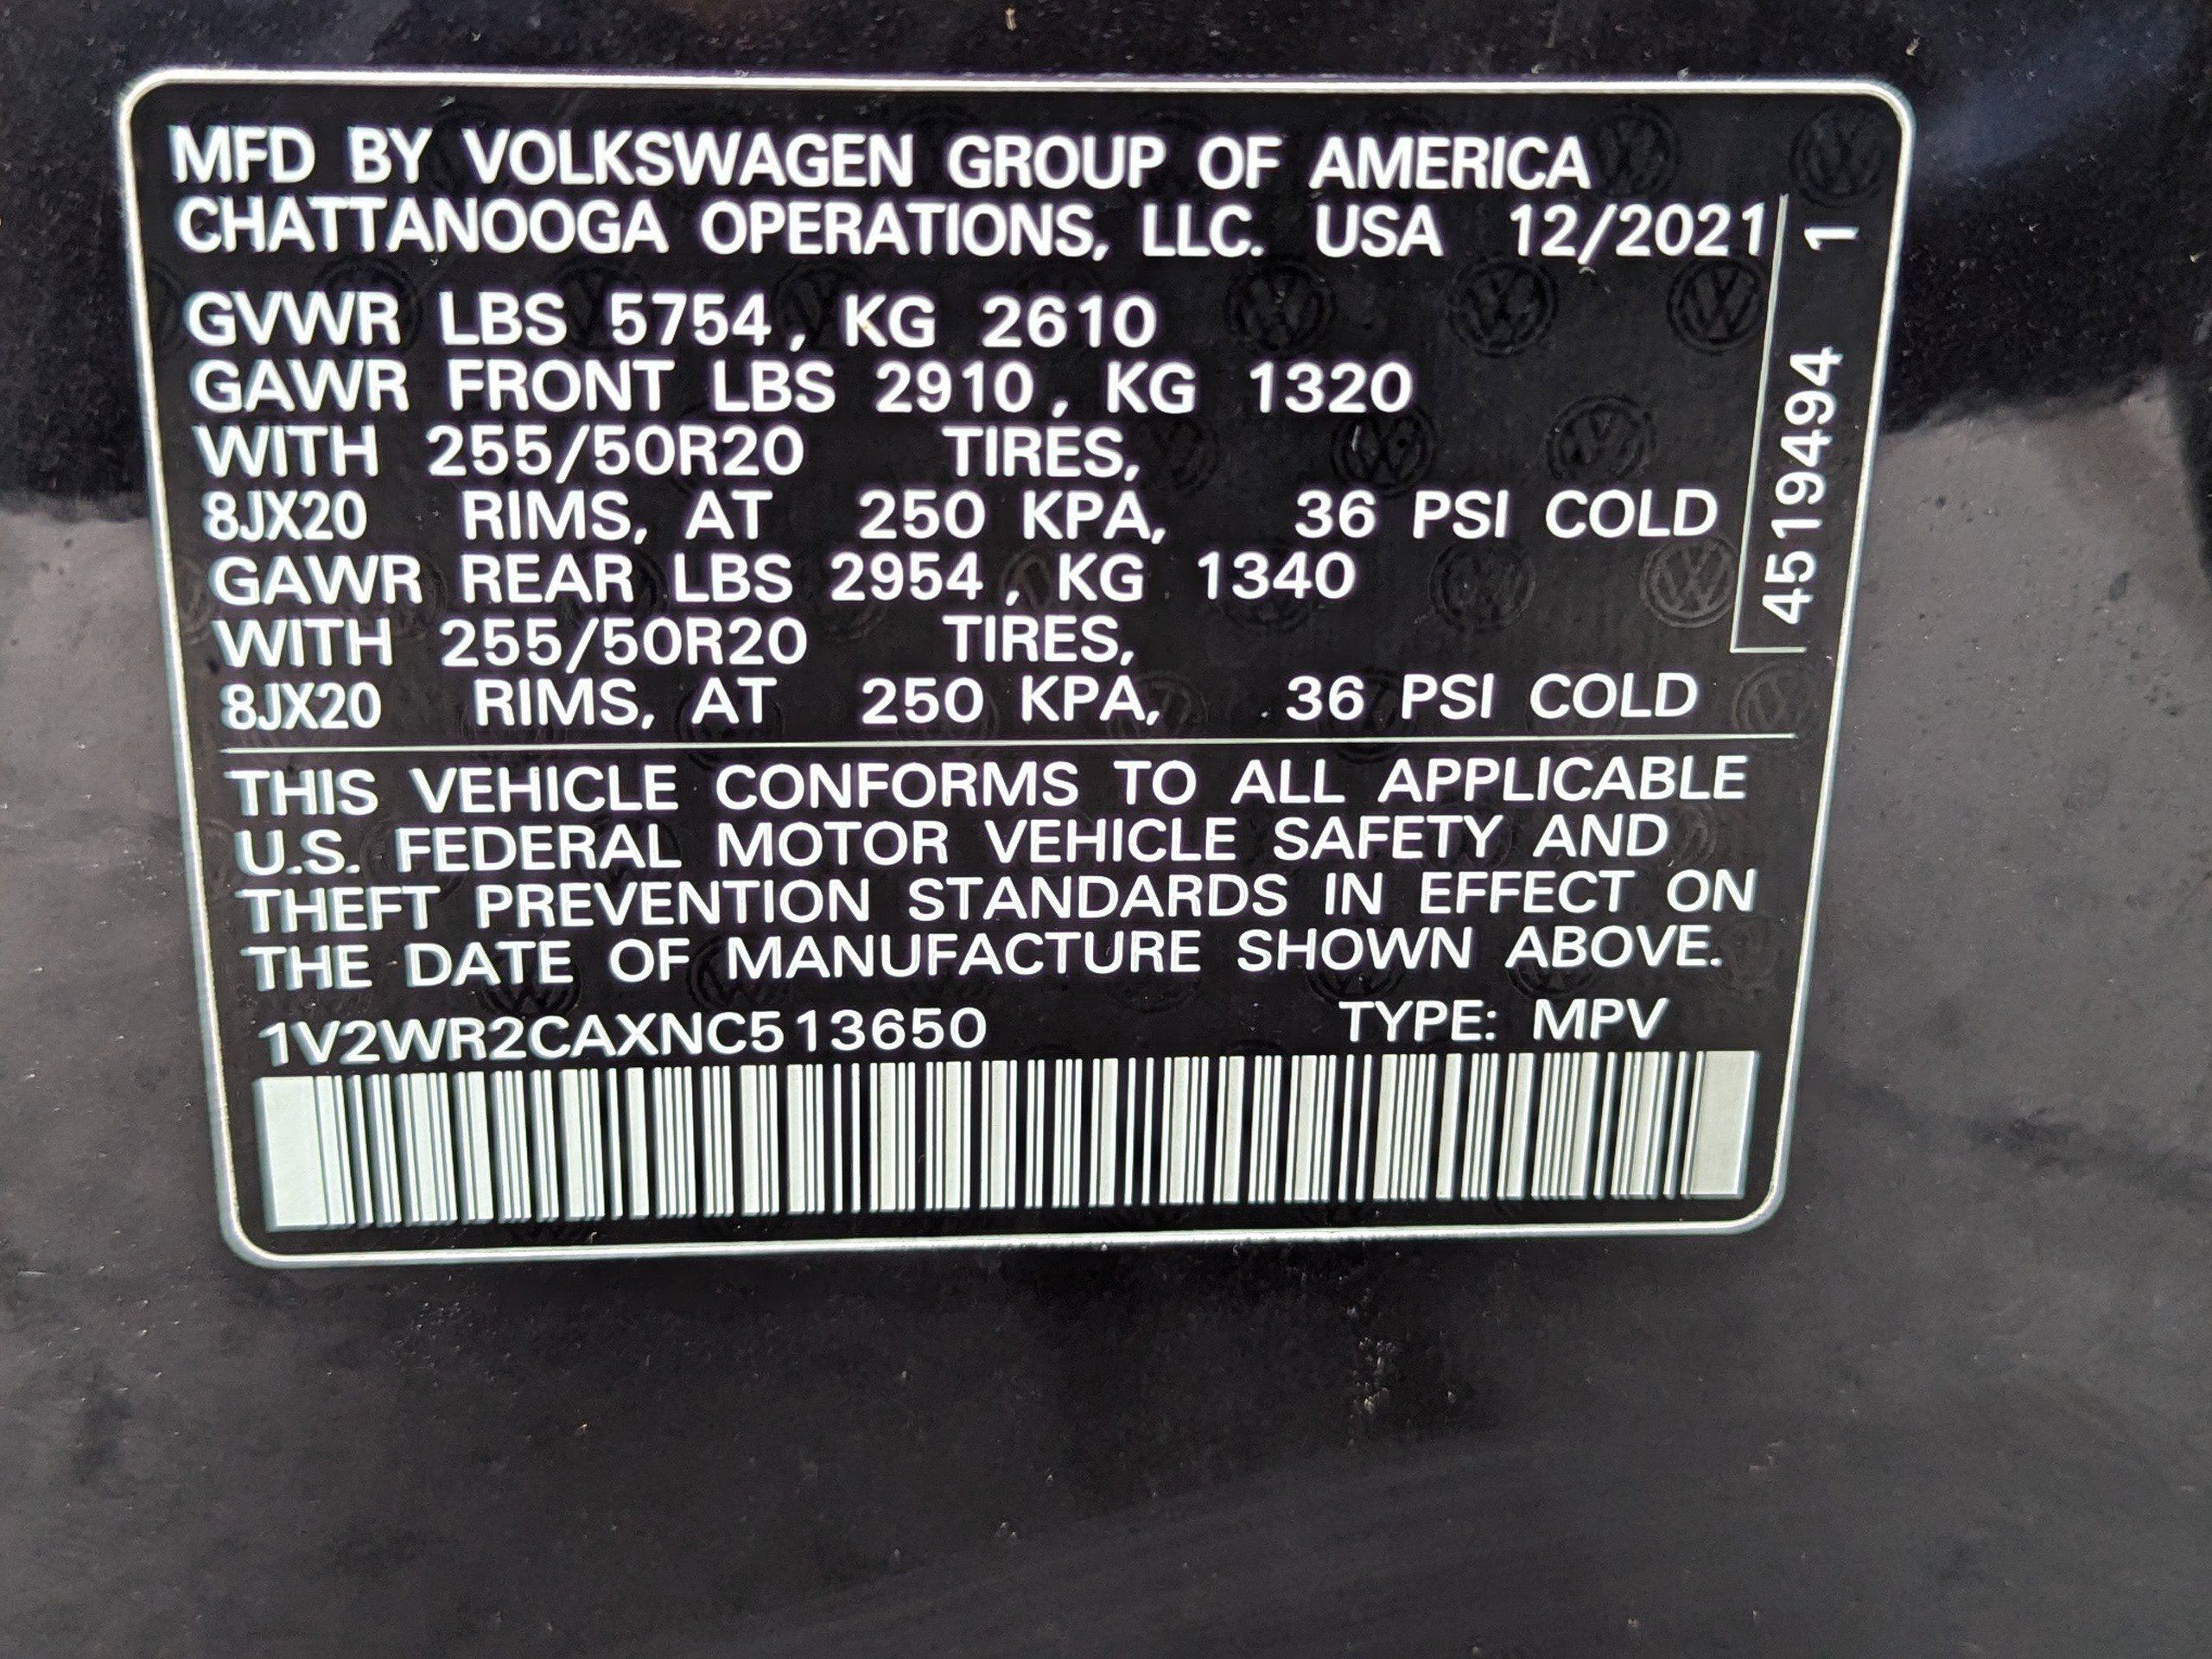 MFD BY VOLKSWAGEN GROUP OF AMERICA
CHATTANOOGA OPERATIONS, LLC. USA 12/2021
GVWR LBS 5754, KG 2610
GAWR FRONT LBS 2910, KG 1320
WITH 255/50R20 TIRES,
8JX20 RIMS, AT 250 KPA, 36 PSI COLD
GAWR REAR LBS 2954, KG 1340
WITH 255/50R20 TIRES,
8JX20 RIMS, AT 250 KPA, 36 PSI COLD
4519494 1
THIS VEHICLE CONFORMS TO ALL APPLICABLE
U.S. FEDERAL MOTOR VEHICLE SAFETY AND
THEFT PREVENTION STANDARDS IN EFFECT ON
THE DATE OF MANUFACTURE SHOWN ABOVE.
1V2WR2CAXNC513650 TYPE: MPV